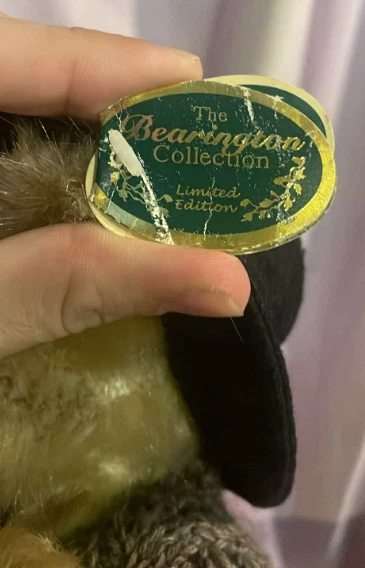 The
Bearington
Collection
Limited
Edition